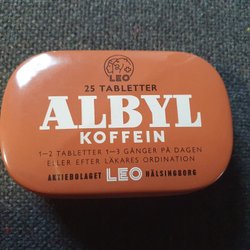 LEO
25 TABLETTER
ALBYL
KOFFEIN
1—2 TABLETTER 1—3 GÅNGER PÅ DAGEN
ELLER EFTER LÄKARES ORDINATION
AKTIEBOLAGET LEO HÄLSINGBORG